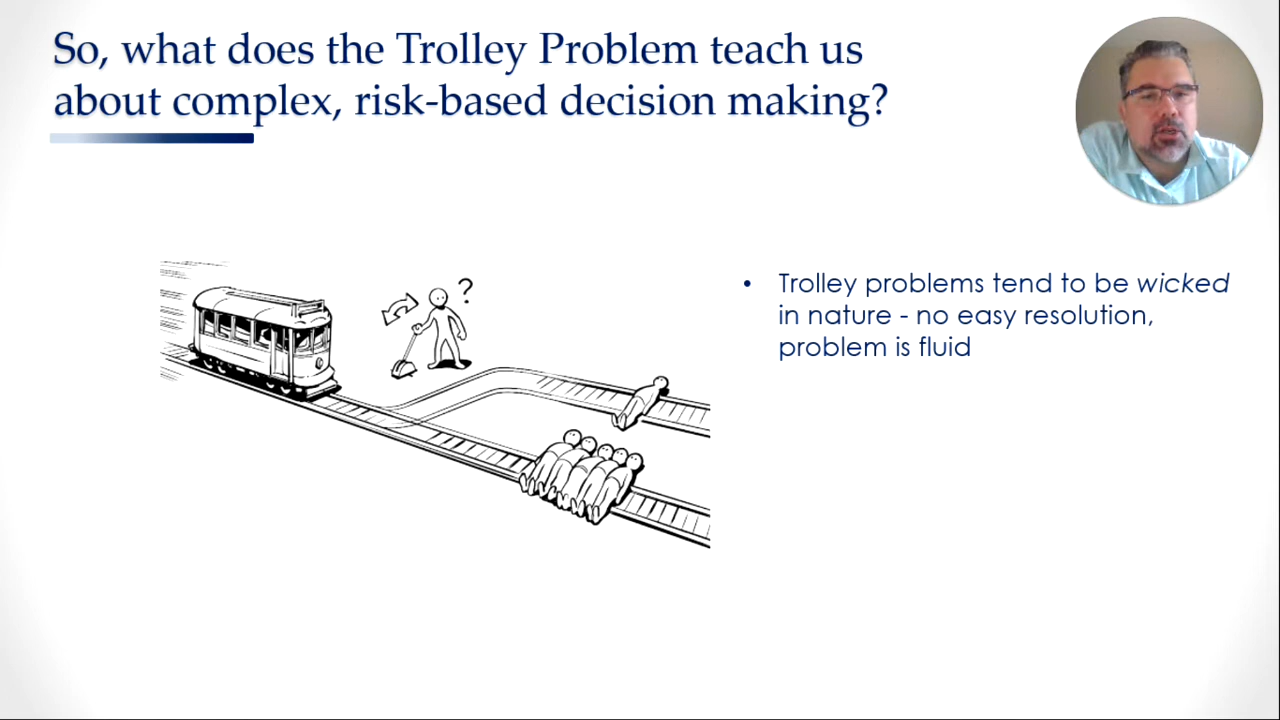 So, what does the Trolley Problem teach us
about complex, risk-based decision making?
?
• Trolley problems tend to be wicked
in nature - no easy resolution,
problem is fluid